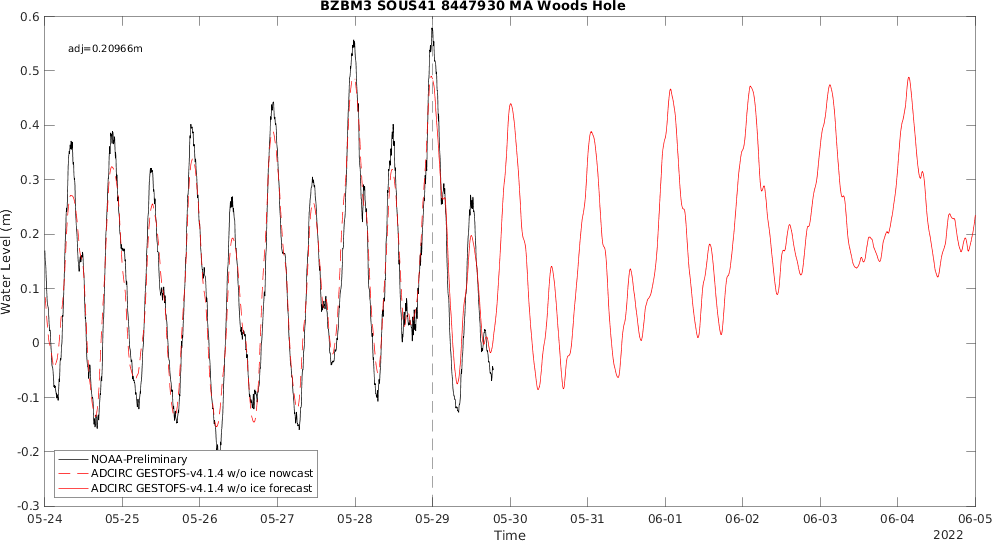 BZBM3 SOUS41 8447930 MA Woods Hole
adj=0.20966m
0.6
0.5
0.4
0.3
0.2
0.1
0
-0.1
-0.2
-0.3
Water Level (m)
NOAA-Preliminary
ADCIRC GESTOFS-v4.1.4 w/o ice nowcast
ADCIRC GESTOFS-v4.1.4 w/o ice forecast
05-24 05-25 05-26 05-27 05-28 05-29 05-30 05-31 06-01 06-02 06-03 06-04 06-05
Time
2022